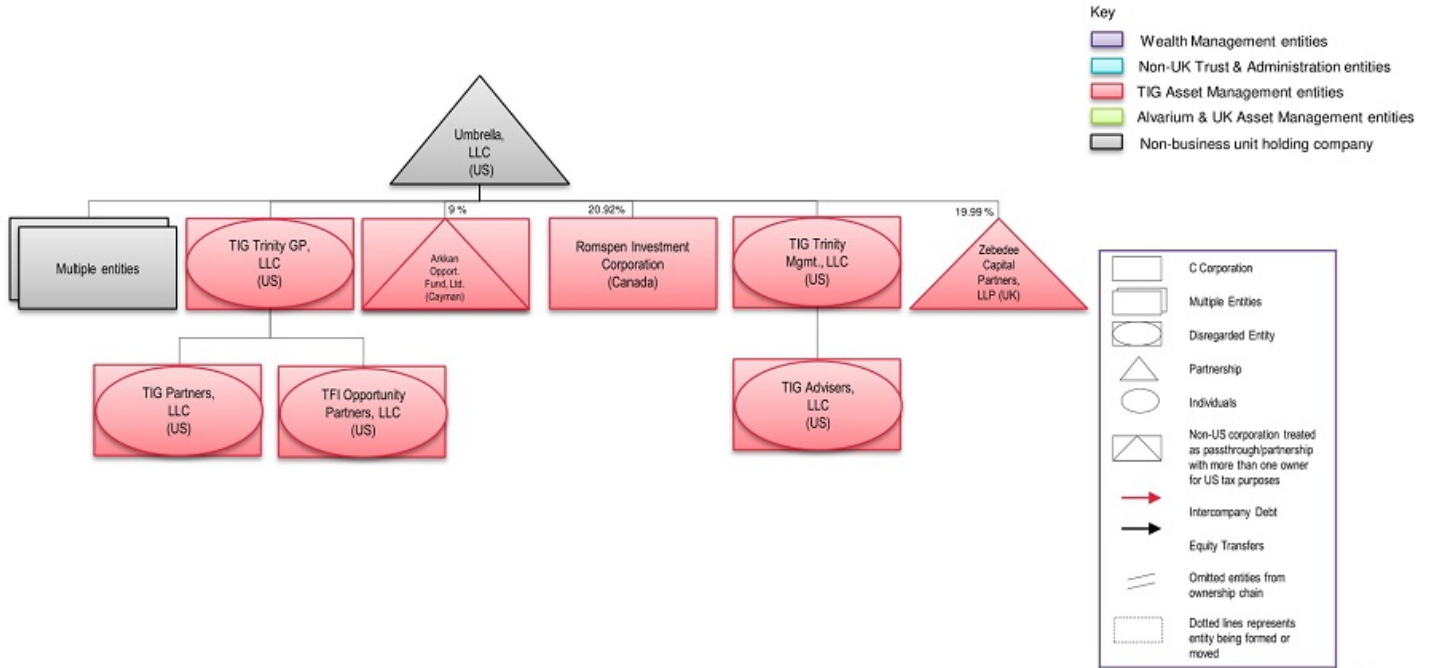 Key
Wealth Management entities
Non-UK Trust & Administration entities
TIG Asset Management entities
Alvarium & UK Asset Management entities
Non-business unit holding company
Umbrella,
LLC
(US)
9 %
20.92%
19.99 %
Multiple entities
TIG Trinity GP,
LLC
(US)
Arkkan
Opport.
Fund, Ltd.
(Cayman)
Romspen Investment
Corporation
(Canada)
TIG Trinity
Mgmt., LLC
(US)
Zebedee
Capital
Partners,
LLP (UK)
TIG Partners,
LLC
(US)
TFI Opportunity
Partners, LLC
(US)
TIG Advisers,
LLC
(US)
C Corporation
Multiple Entities
Disregarded Entity
Partnership
Individuals
Non-US corporation treated
as passthrough/partnership
with more than one owner
for US tax purposes
Intercompany Debt
Equity Transfers
Omitted entities from
ownership chain
Dotted lines represents
entity being formed or
moved